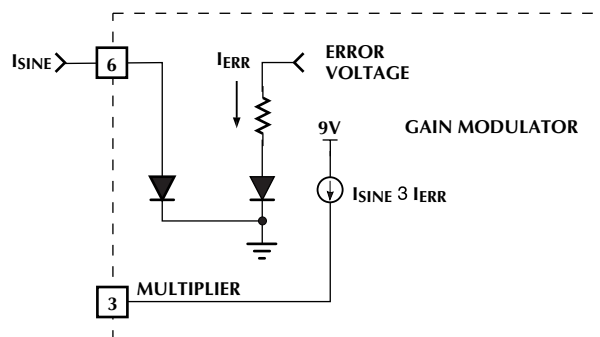 ISINE
6
IERR
ERROR
VOLTAGE
9V
GAIN MODULATOR
ISINE 3 IERR
MULTIPLIER
3